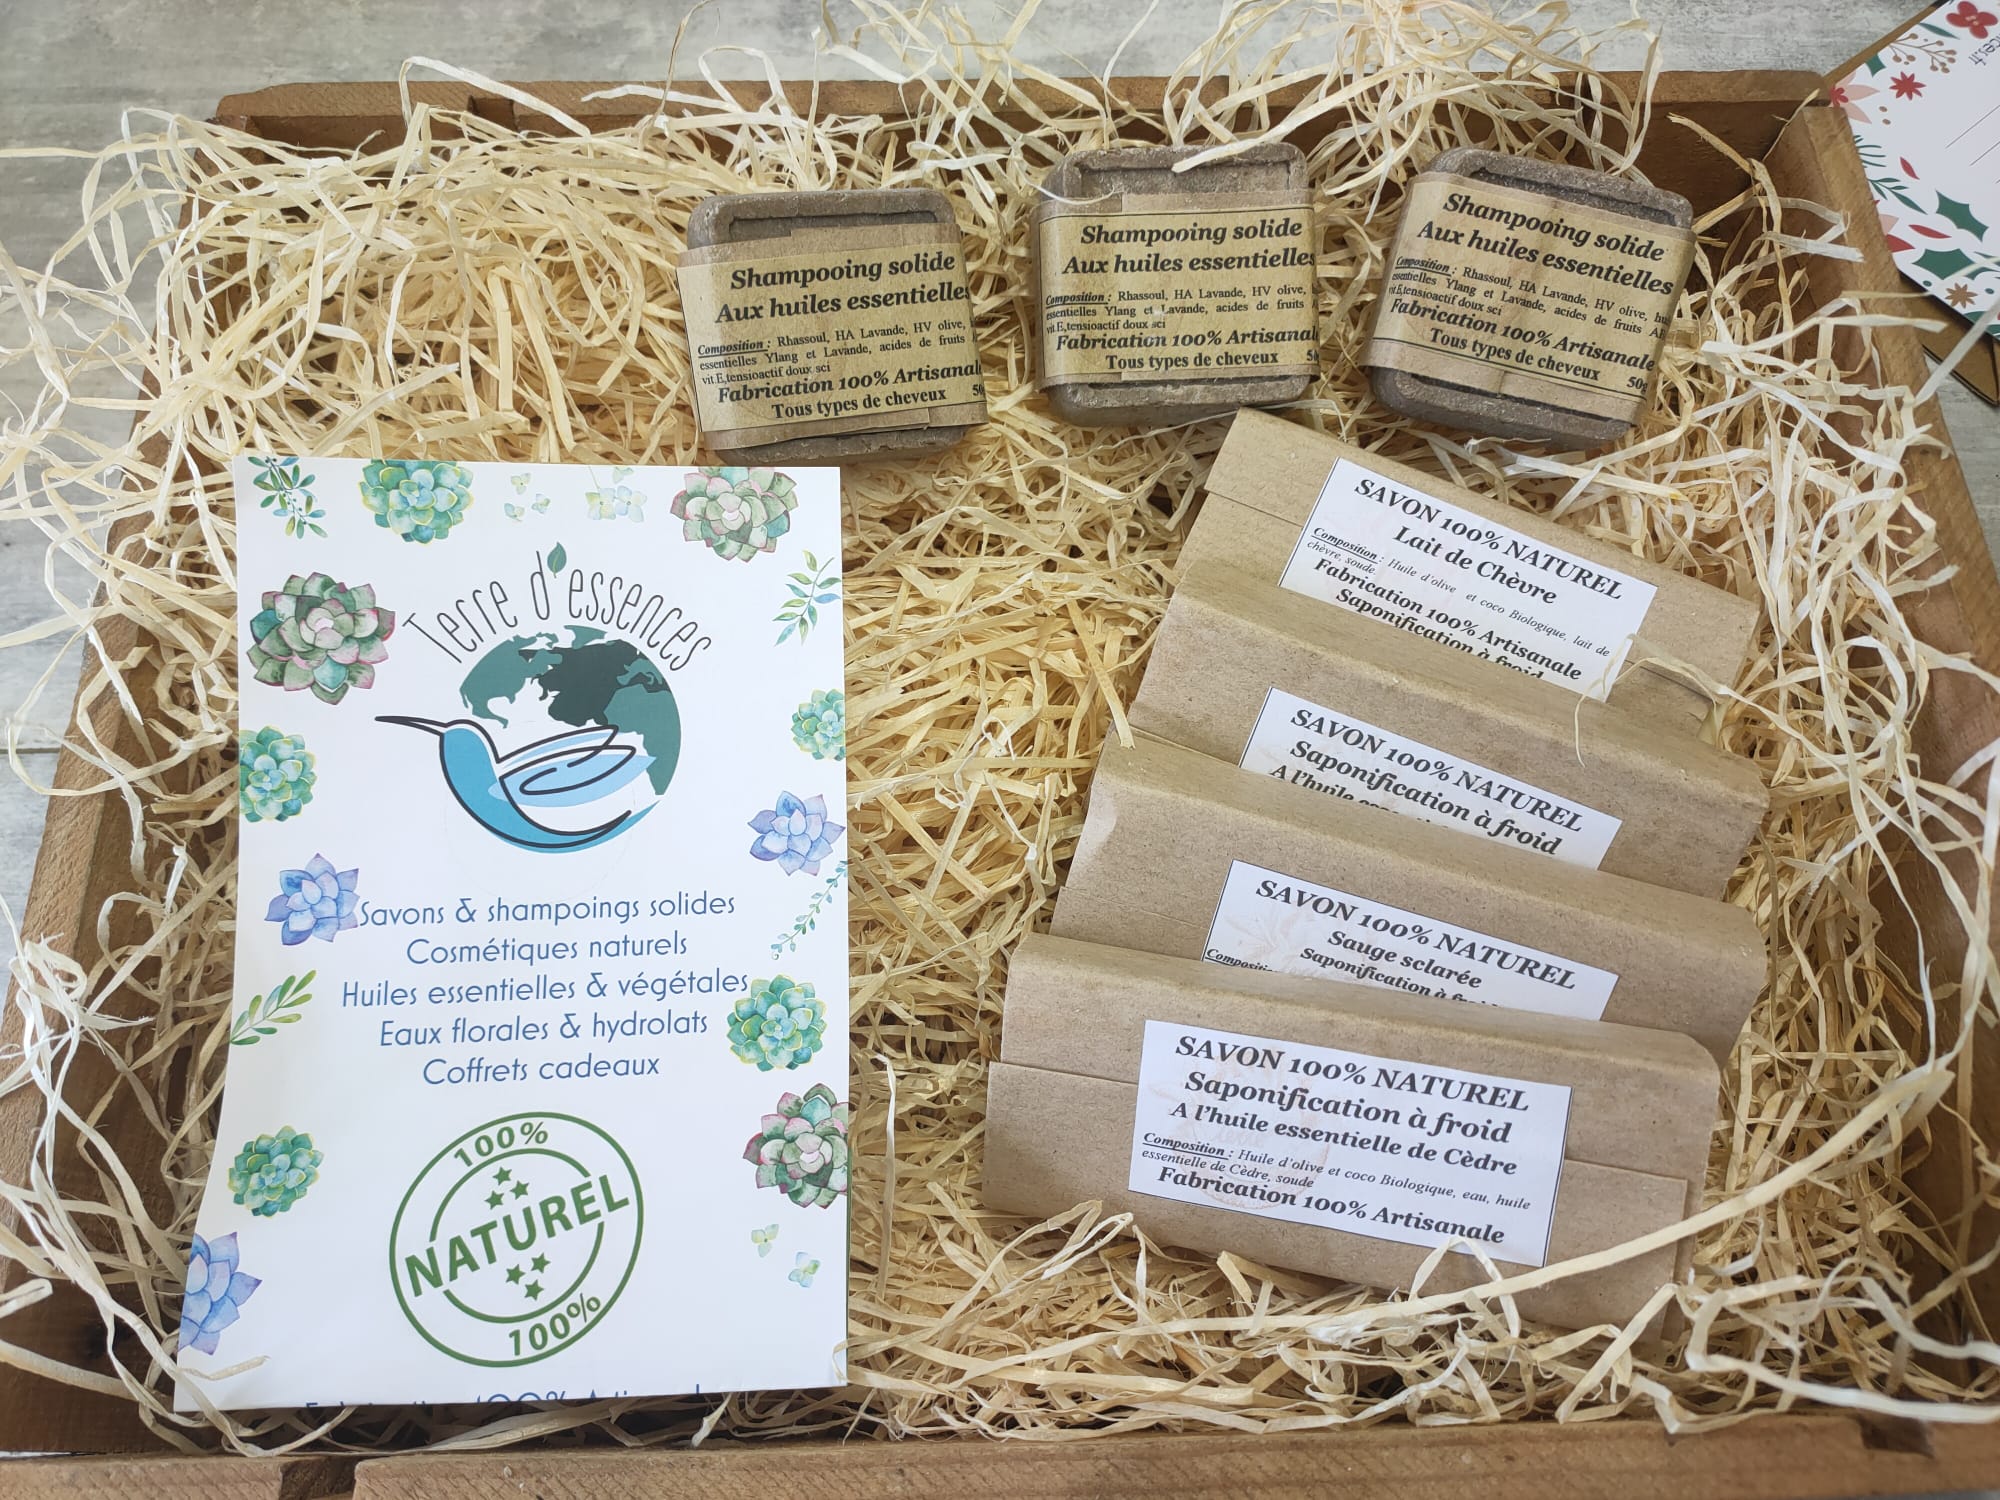 Shampooing solide
Aux huiles essentielles
Composition : Rhassoul, HA Lavande, HV olive,
essentielles Ylang et Lavande, acides de fruits
vit.E,tensioactif doux sci
Fabrication 100% Artisanal
Tous types de cheveux
Shampooing solide
Aux huiles essentielles
Composition : Rhassoul, HA Lavande, HV olive,
essentielles Ylang et Lavande, acides de fruits
vit.E,tensioactif doux sci
Fabrication 100% Artisanal
Tous types de cheveux
Shampooing solide
Aux huiles essentielles
Composition : Rhassoul, HA Lavande, HV olive,
essentielles Ylang et Lavande, acides de fruits
vit.E,tensioactif doux sci
Fabrication 100% Artisanale
Tous types de cheveux 50g
Terre d'essences
Savons & shampoings solides
Cosmétiques naturels
Huiles essentielles & végétales
Eaux florales & hydrolats
Coffrets cadeaux
100%
NATUREL
100%
SAVON 100% NATUREL
Lait de Chèvre
Composition : Huile d'olive et coco Biologique, lait de
chèvre, soude
Fabrication 100% Artisanale
Saponification à froid
SAVON 100% NATUREL
Saponification à froid
A l'huile
SAVON 100% NATUREL
Sauge sclarée
Saponification à froid
SAVON 100% NATUREL
Saponification à froid
A l'huile essentielle de Cèdre
Composition : Huile d'olive et coco Biologique, eau, huile
essentielle de Cèdre, soude
Fabrication 100% Artisanale